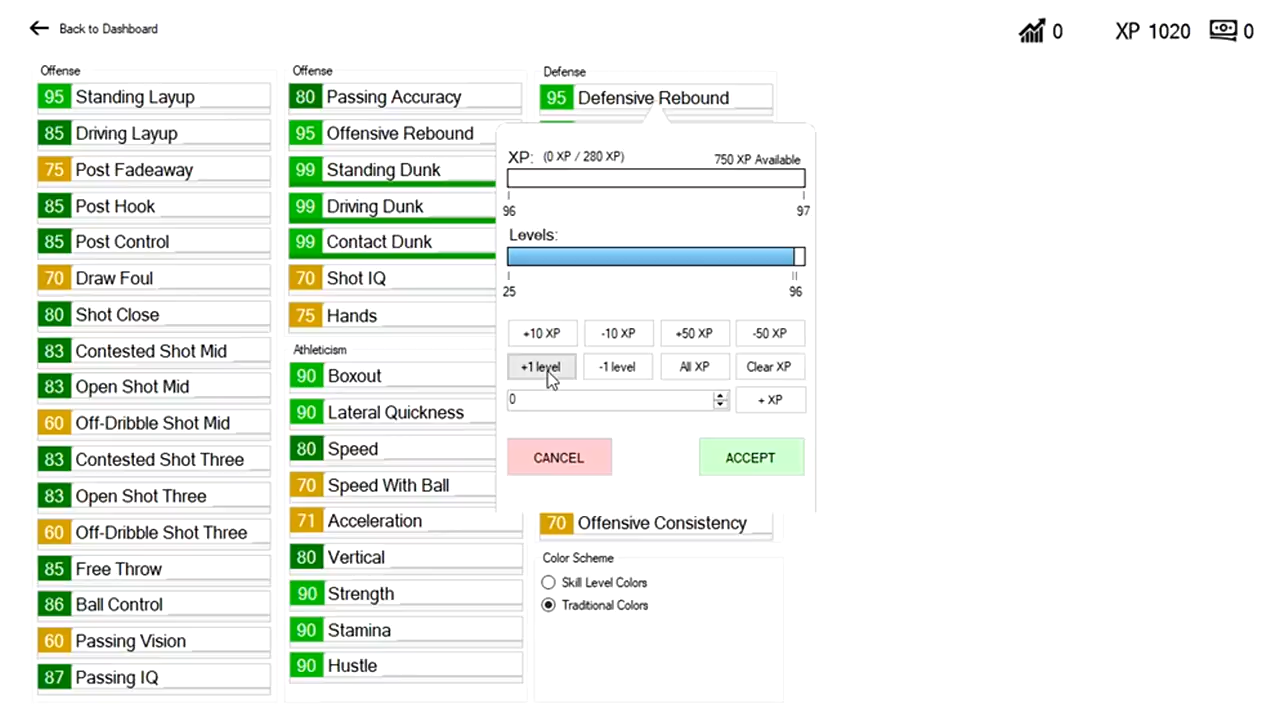 Back to Dashboard
0
XP 1020
0
Offense
95 Standing Layup
85 Driving Layup
75 Post Fadeaway
85 Post Hook
85 Post Control
70 Draw Foul
80 Shot Close
83 Contested Shot Mid
83 Open Shot Mid
60 Off-Dribble Shot Mid
83 Contested Shot Three
83 Open Shot Three
60 Off-Dribble Shot Three
85 Free Throw
86 Ball Control
60 Passing Vision
87 Passing IQ
Offense
80 Passing Accuracy
95 Offensive Rebound
99 Standing Dunk
99 Driving Dunk
99 Contact Dunk
70 Shot IQ
75 Hands
Athleticism
90 Boxout
90 Lateral Quickness
80 Speed
70 Speed With Ball
71 Acceleration
80 Vertical
90 Strength
90 Stamina
90 Hustle
Defense
95 Defensive Rebound
XP: (0 XP / 280 XP) 750 XP Available
96 97
Levels:
25 96
+10 XP -10 XP +50 XP -50 XP
+1 level -1 level All XP Clear XP
0 + XP
CANCEL ACCEPT
70 Offensive Consistency
Color Scheme
Skill Level Colors
Traditional Colors